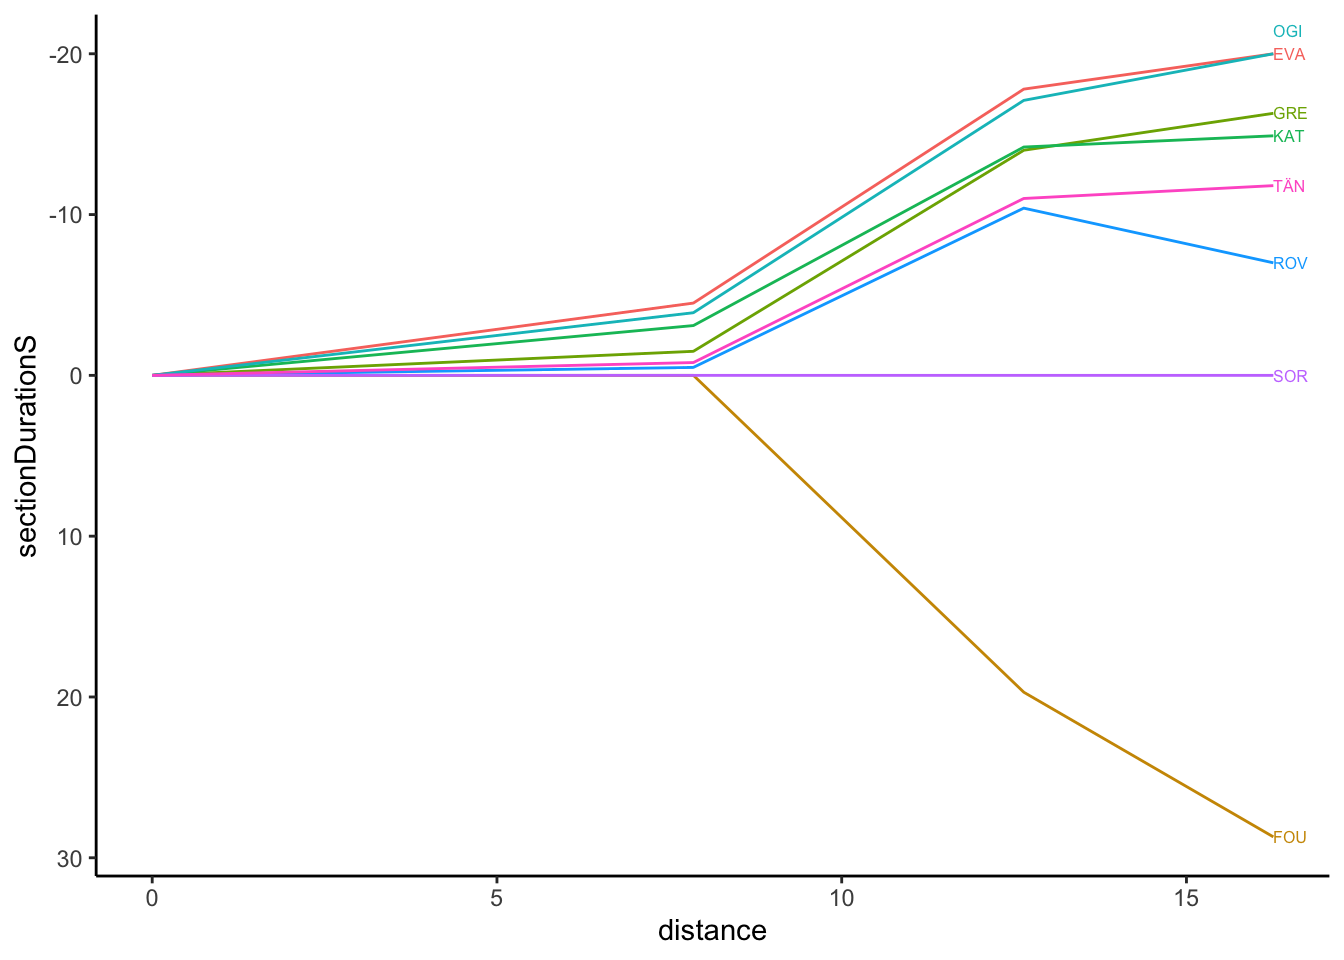 OGI
-20
EVA
GRE
KAT
TÄN
-10
ROV
sectionDurationS
0
SOR
10
20
FOU
30
0 5 10 15
distance